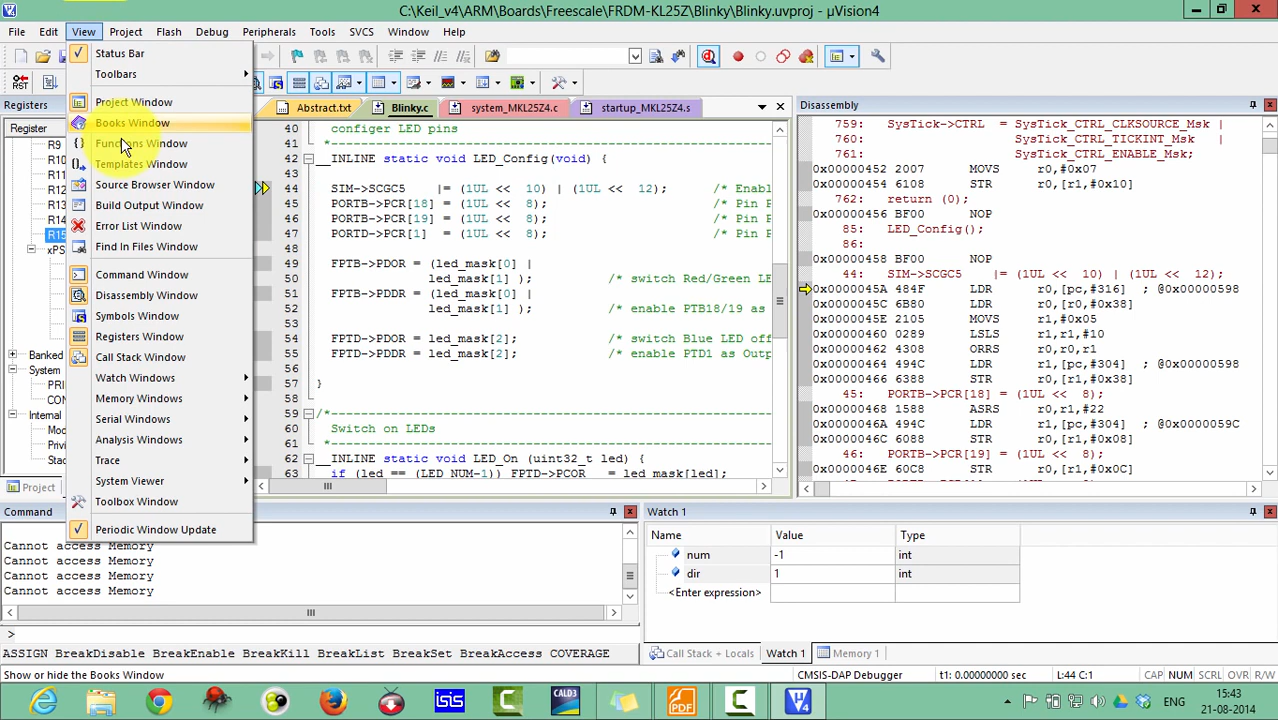 C:\Keil_v4\ARM\Boards\Freescale\FRDM-KL25Z\Blinky\Blinky.uvproj - µVision4
File Edit View Project Flash Debug Peripherals Tools SVCS Window Help
RST
Status Bar
Toolbars
Project Window
Books Window
Functions Window
Templates Window
Source Browser Window
Build Output Window
Error List Window
Find In Files Window
Command Window
Disassembly Window
Symbols Window
Registers Window
Call Stack Window
Watch Windows
Memory Windows
Serial Windows
Analysis Windows
Trace
System Viewer
Toolbox Window
Periodic Window Update
Registers
Register
R9
R10
R11
R12
R13
R14
R15
xPS
Banked
System
PRI
CON
Internal
Mod
Privi
Stac
Project
Abstract.txt Blinky.c system_MKL25Z4.c startup_MKL25Z4.s
40 configer LED pins
41 *----------------------------------------------------------
42 __INLINE static void LED_Config(void) {
43
44 SIM->SCGC5 |= (1UL << 10) | (1UL << 12); /* Enab
45 PORTB->PCR[18] = (1UL << 8); /* Pin P
46 PORTB->PCR[19] = (1UL << 8); /* Pin P
47 PORTD->PCR[1] = (1UL << 8); /* Pin P
48
49 FPTB->PDOR = (led_mask[0] |
50 led_mask[1] ); /* switch Red/Green LE
51 FPTB->PDDR = (led_mask[0] |
52 led_mask[1] ); /* enable PTB18/19 as
53
54 FPTD->PDOR = led_mask[2]; /* switch Blue LED off
55 FPTD->PDDR = led_mask[2]; /* enable PTD1 as Outp
56
57 }
58
59 /*----------------------------------------------------------
60 Switch on LEDs
61 *----------------------------------------------------------
62 __INLINE static void LED_On (uint32_t led) {
63 if (led == (LED_NUM-1)) FPTD->PCOR = led_mask[led];
Disassembly
759: SysTick->CTRL = SysTick_CTRL_CLKSOURCE_Msk |
760: SysTick_CTRL_TICKINT_Msk |
761: SysTick_CTRL_ENABLE_Msk;
0x00000452 2007 MOVS r0,#0x07
0x00000454 6108 STR r0,[r1,#0x10]
762: return (0);
0x00000456 BF00 NOP
85: LED_Config();
86:
0x00000458 BF00 NOP
44: SIM->SCGC5 |= (1UL << 10) | (1UL << 12);
0x0000045A 484F LDR r0,[pc,#316] ; @0x00000598
0x0000045C 6B80 LDR r0,[r0,#0x38]
0x0000045E 2105 MOVS r1,#0x05
0x00000460 0289 LSLS r1,r1,#10
0x00000462 4308 ORRS r0,r0,r1
0x00000464 494C LDR r1,[pc,#304] ; @0x00000598
0x00000466 6388 STR r0,[r1,#0x38]
45: PORTB->PCR[18] = (1UL << 8);
0x00000468 1588 ASRS r0,r1,#22
0x0000046A 494C LDR r1,[pc,#304] ; @0x0000059C
0x0000046C 6088 STR r0,[r1,#0x08]
46: PORTB->PCR[19] = (1UL << 8);
0x0000046E 60C8 STR r0,[r1,#0x0C]
Command
Cannot access Memory
Cannot access Memory
Cannot access Memory
Cannot access Memory
>
ASSIGN BreakDisable BreakEnable BreakKill BreakList BreakSet BreakAccess COVERAGE
Watch 1
Name Value Type
num -1 int
dir 1 int
<Enter expression>
Call Stack + Locals Watch 1 Memory 1
Show or hide the Books Window
CMSIS-DAP Debugger t1: 0.00000000 sec L:44 C:1 CAP NUM SCRL OVR R/W
isis
CALD3
PDF
ENG
15:43
21-08-2014